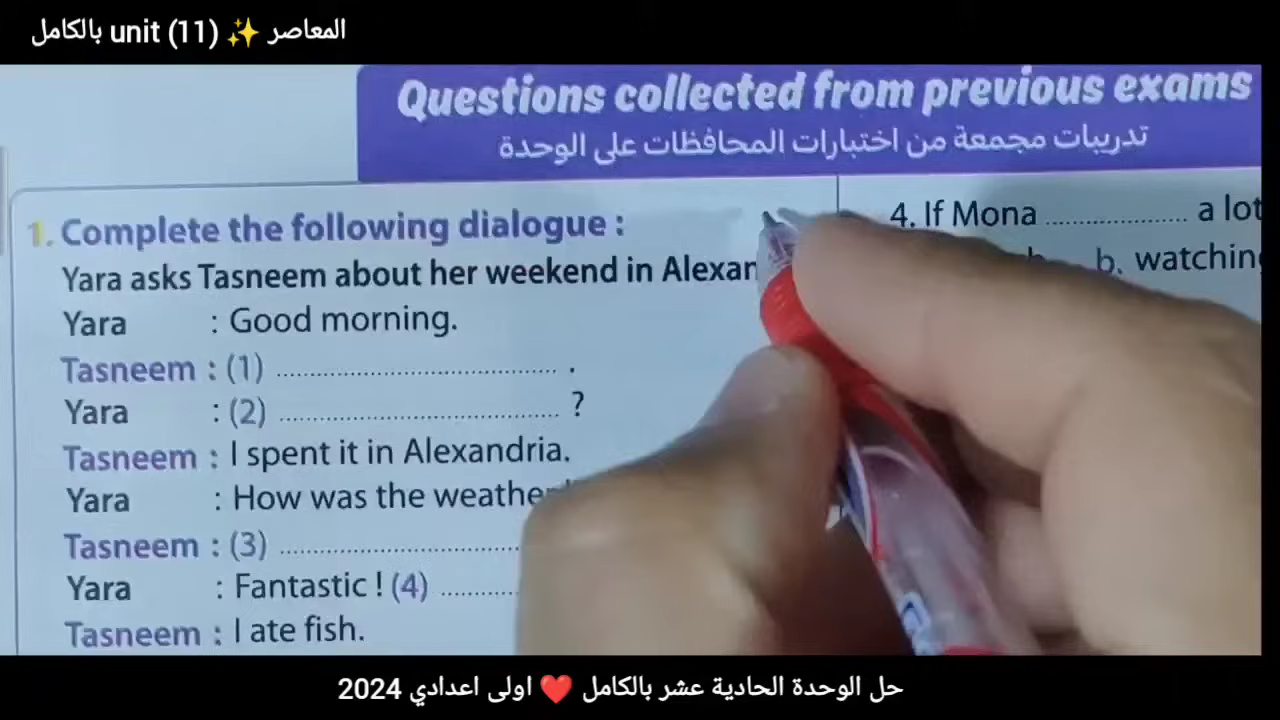 المعاصر ✨ unit (11) بالكامل
Questions collected from previous exams
تدريبات مجمعة من اختبارات المحافظات على الوحدة
1. Complete the following dialogue :
Yara asks Tasneem about her weekend in
Yara : Good morning.
Tasneem : (1) .................................... .
Yara : (2) .................................... ?
Tasneem : I spent it in Alexandria.
Yara : How was the weather
Tasneem : (3) ....................................
Yara : Fantastic ! (4) ..........
Tasneem : I ate fish.
4. If Mona .................. a lot
b. watching
حل الوحدة الحادية عشر بالكامل ❤️ اولى اعدادي 2024